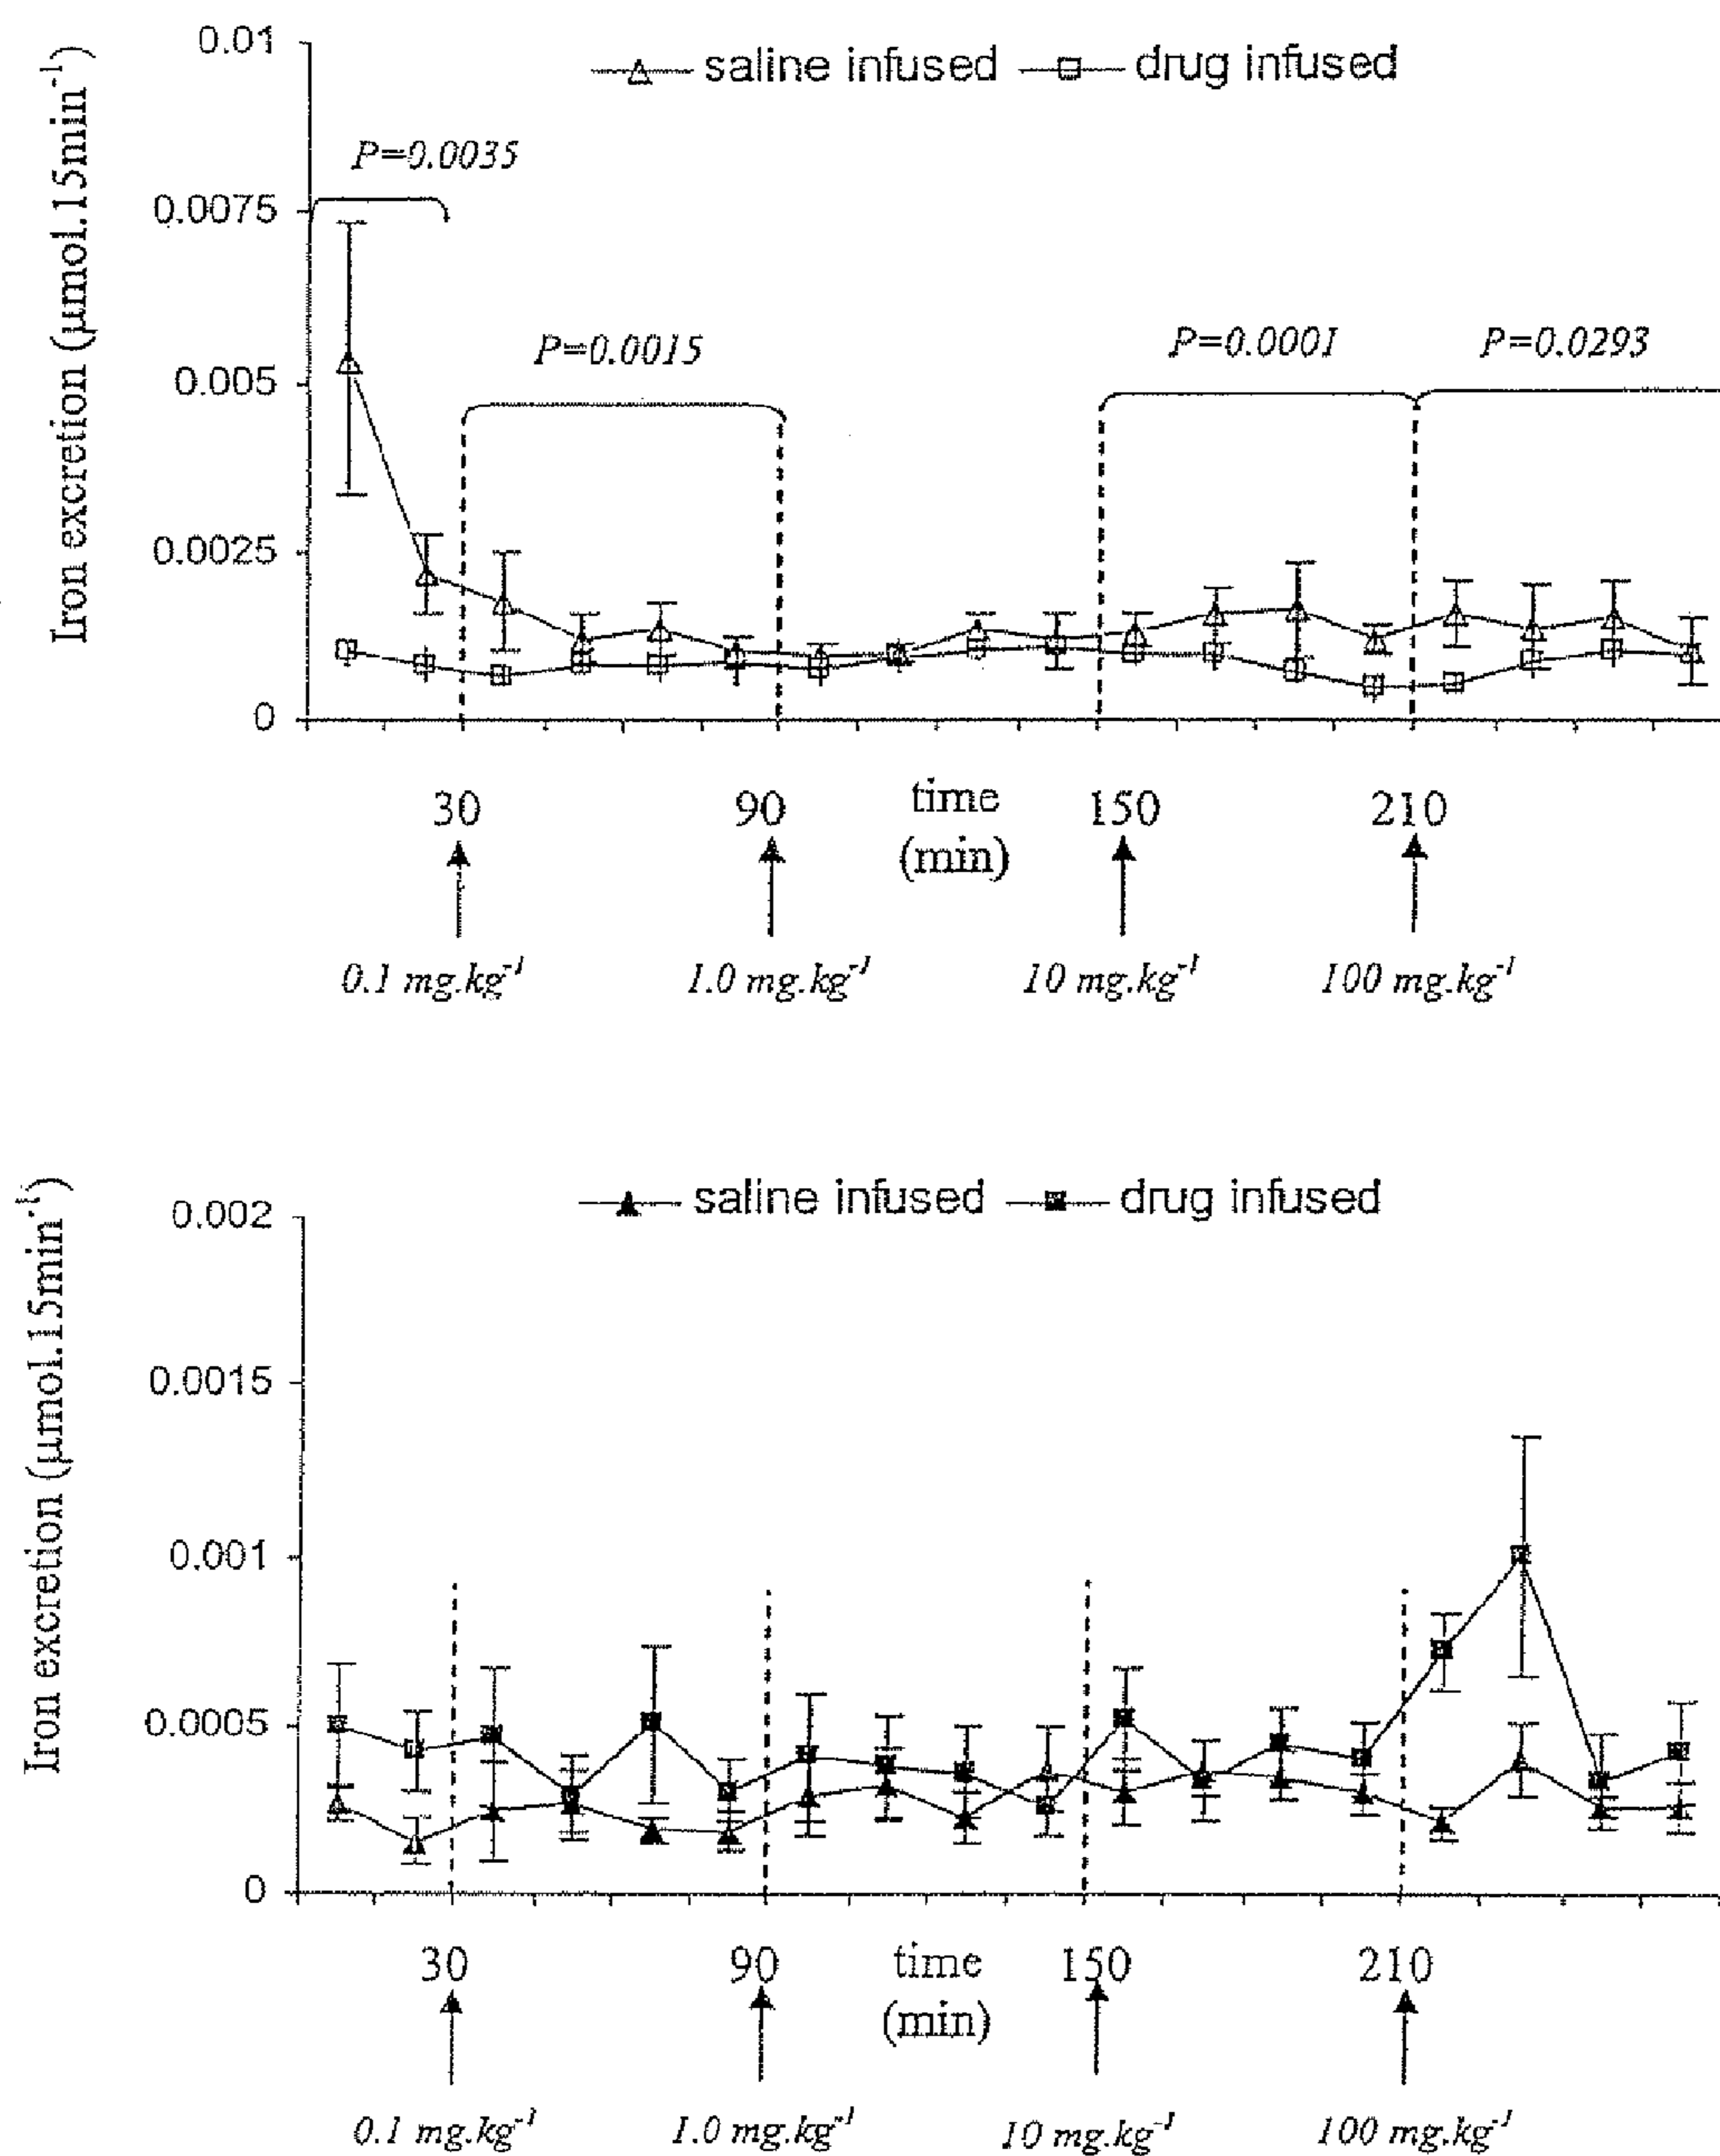 0.01
saline infused drug infused
P=0.0035
0.0075
P=0.0015 P=0.0001 P=0.0293
0.005
0.0025
0
Iron excretion (µmol.15min⁻¹)
30 90 time (min) 150 210
0.1 mg.kg⁻¹ 1.0 mg.kg⁻¹ 10 mg.kg⁻¹ 100 mg.kg⁻¹
saline infused drug infused
0.002
0.0015
0.001
0.0005
0
Iron excretion (µmol.15min⁻¹)
30 90 time (min) 150 210
0.1 mg.kg⁻¹ 1.0 mg.kg⁻¹ 10 mg.kg⁻¹ 100 mg.kg⁻¹